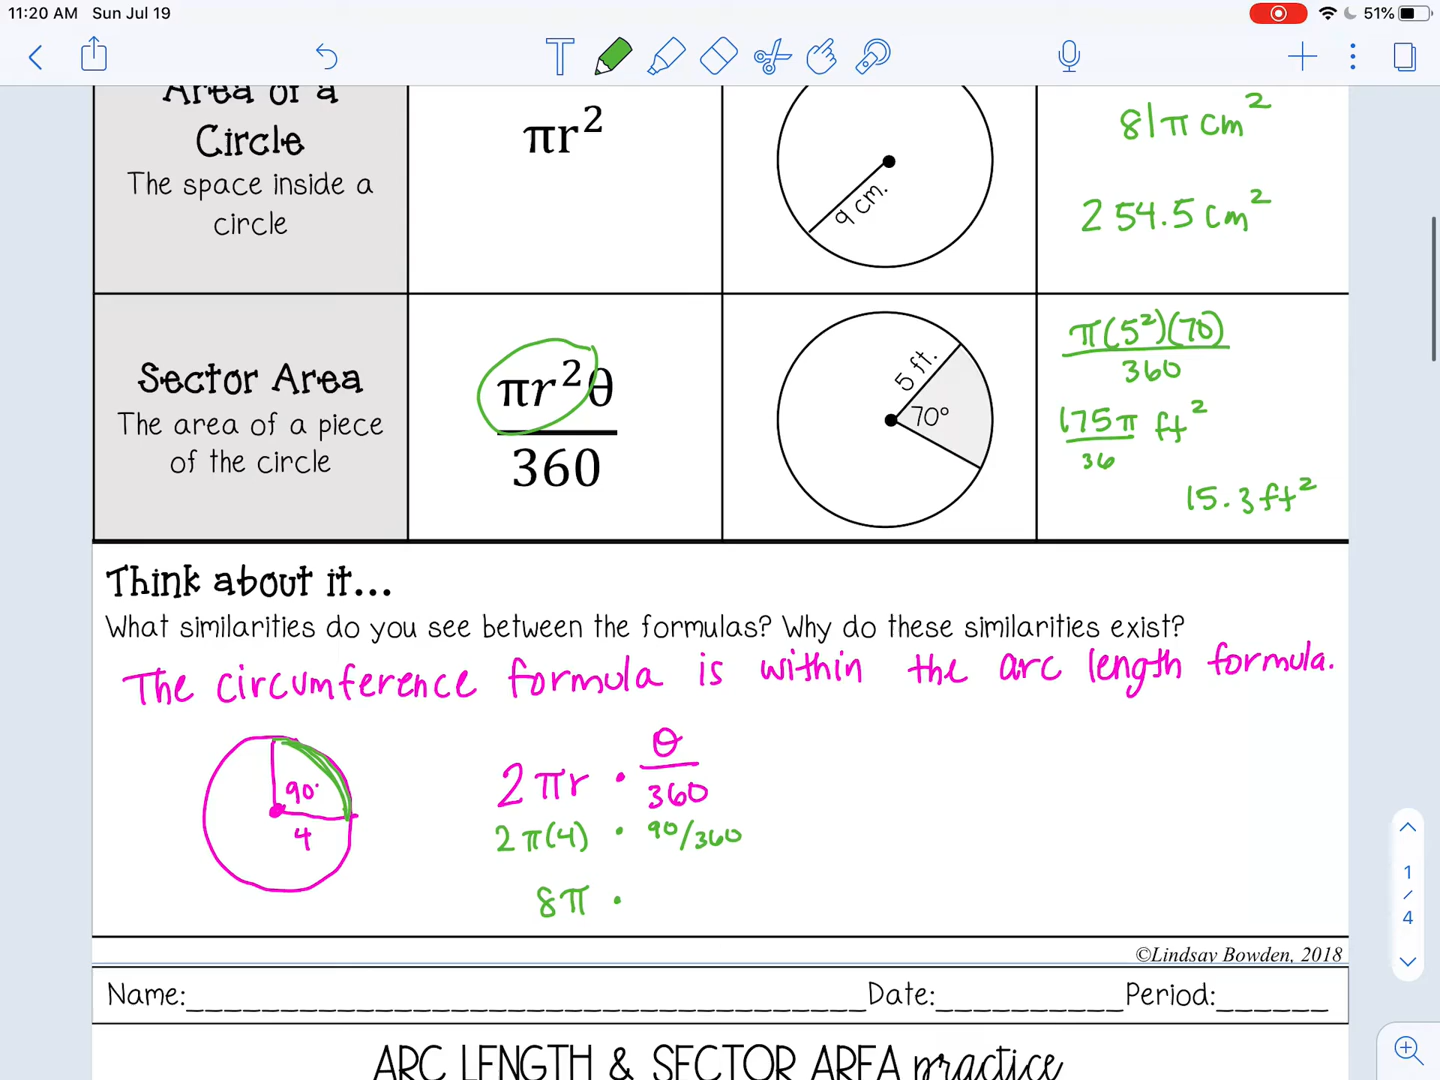 11:20 AM Sun Jul 19
51%
Area of a
Circle
The space inside a
circle
πr²
9 cm.
81π cm²
254.5 cm²
Sector Area
The area of a piece
of the circle
πr²θ
360
5 ft.
70°
π(5²)(70)
360
175π ft²
36
15.3 ft²
Think about it...
What similarities do you see between the formulas? Why do these similarities exist?
The circumference formula is within the arc length formula.
90°
4
2πr · θ
360
2π(4) · 90/360
8π ·
1
/
4
©Lindsay Bowden, 2018
Name:________________________________ Date:__________ Period:______
ARC LENGTH & SECTOR AREA practice